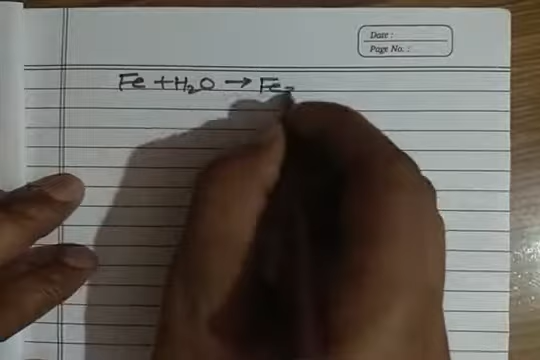 Date :
Page No. :
Fe + H₂O → Fe